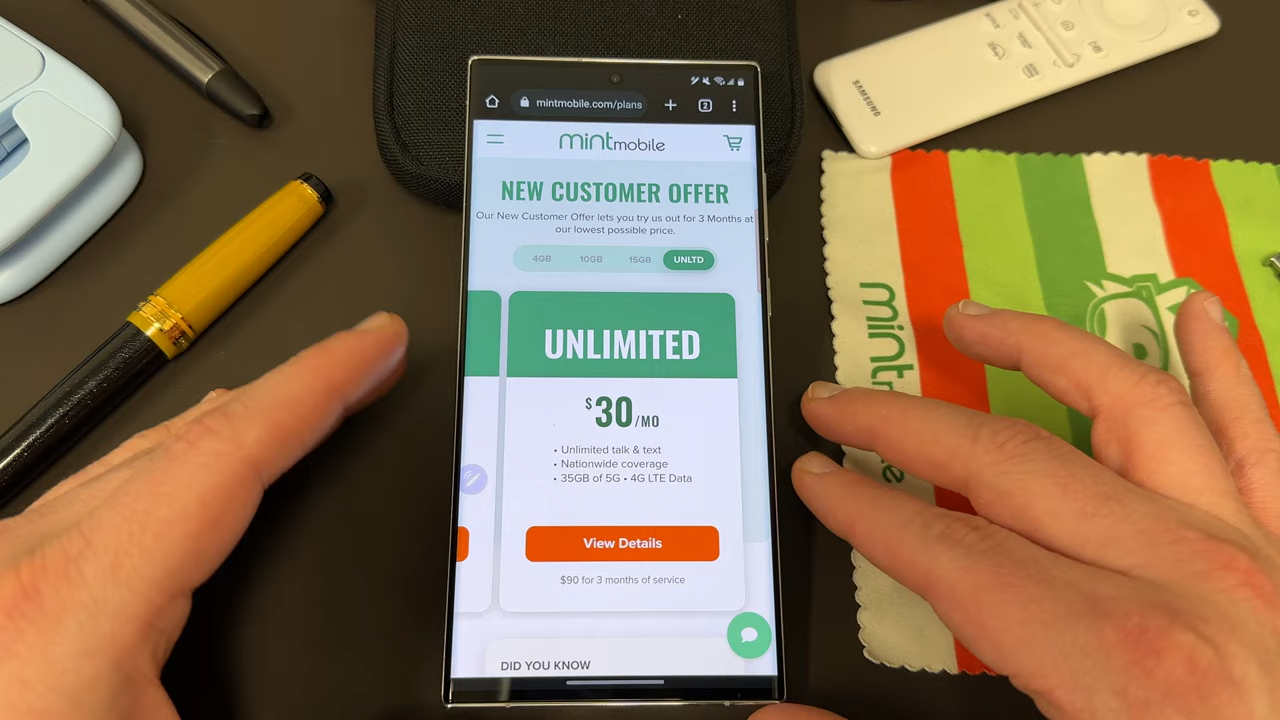 mintmobile.com/plans
2
mint mobile
NEW CUSTOMER OFFER
Our New Customer Offer lets you try us out for 3 Months at
our lowest possible price.
4GB 10GB 15GB UNLTD
UNLIMITED
$30/MO
• Unlimited talk & text
• Nationwide coverage
• 35GB of 5G • 4G LTE Data
View Details
$90 for 3 months of service
DID YOU KNOW
SAMSUNG